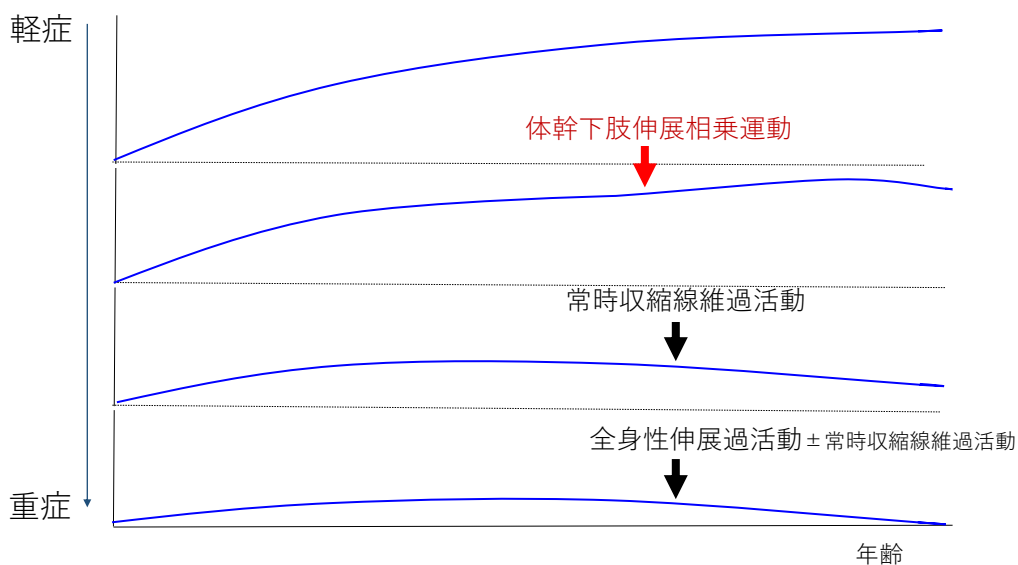 軽症
体幹下肢伸展相乗運動
常時収縮線維過活動
全身性伸展過活動±常時収縮線維過活動
重症
年齢